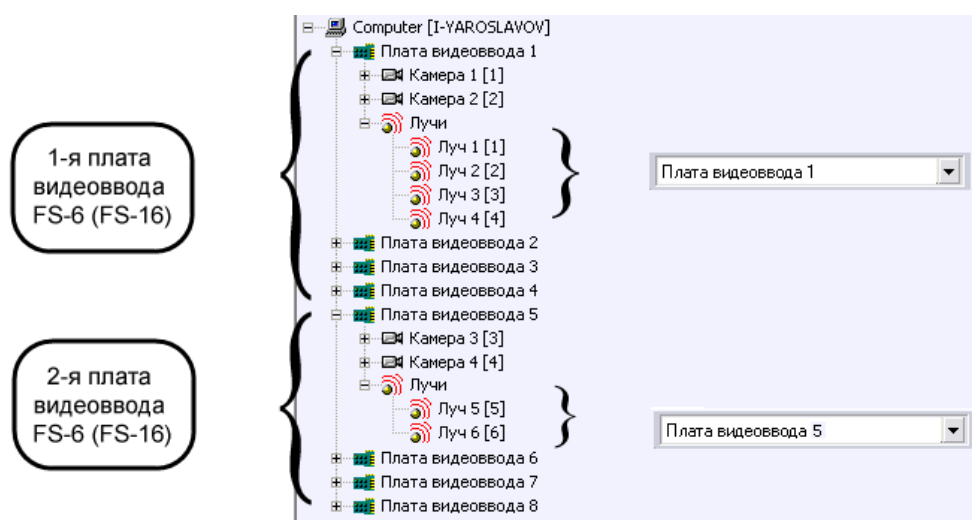 Computer [I-YAROSLAVOV]
Плата видеоввода 1
Камера 1 [1]
Камера 2 [2]
Лучи
Луч 1 [1]
Луч 2 [2]
Луч 3 [3]
Луч 4 [4]
Плата видеоввода 2
Плата видеоввода 3
Плата видеоввода 4
Плата видеоввода 5
Камера 3 [3]
Камера 4 [4]
Лучи
Луч 5 [5]
Луч 6 [6]
Плата видеоввода 6
Плата видеоввода 7
Плата видеоввода 8
1-я плата
видеоввода
FS-6 (FS-16)
2-я плата
видеоввода
FS-6 (FS-16)
Плата видеоввода 1
Плата видеоввода 5